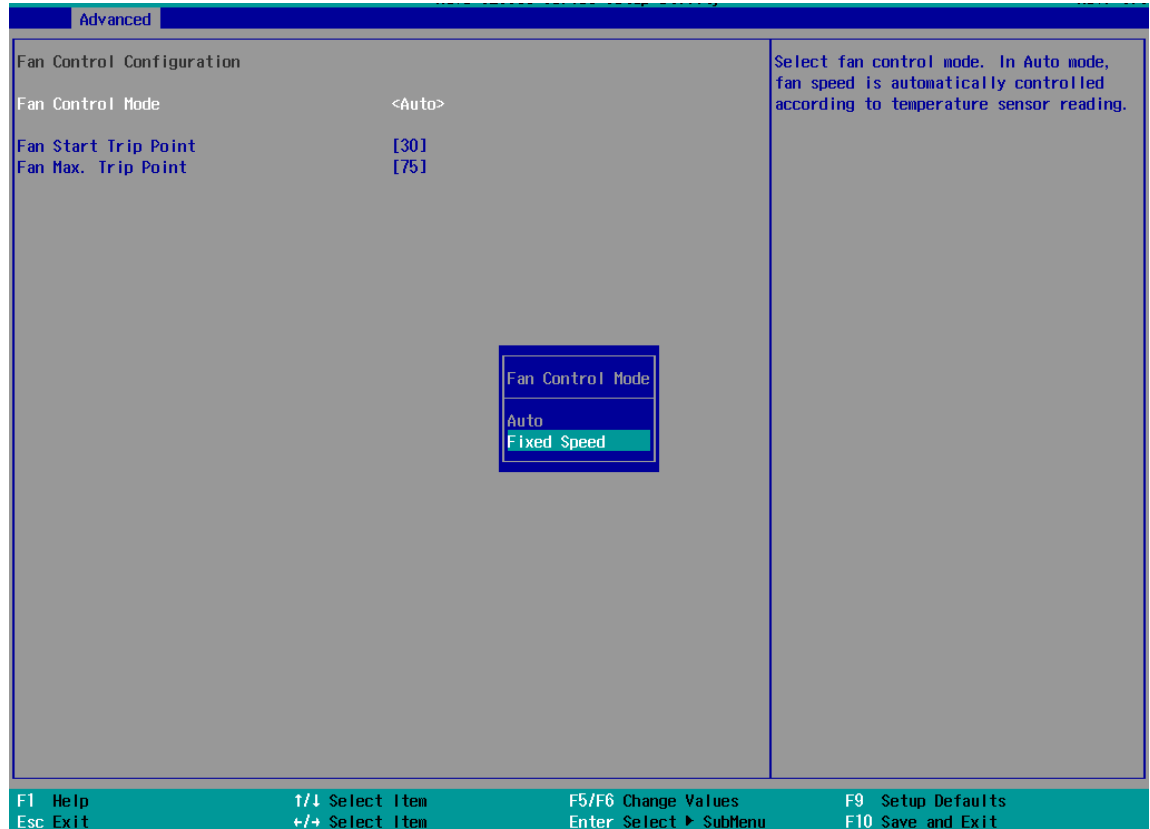 Advanced
Fan Control Configuration
Fan Control Mode <Auto>
Fan Start Trip Point [30]
Fan Max. Trip Point [75]
Select fan control mode. In Auto mode,
fan speed is automatically controlled
according to temperature sensor reading.
Fan Control Mode
Auto
Fixed Speed
F1 Help ↑/↓ Select Item F5/F6 Change Values F9 Setup Defaults
Esc Exit ←/→ Select Item Enter Select ▶ SubMenu F10 Save and Exit